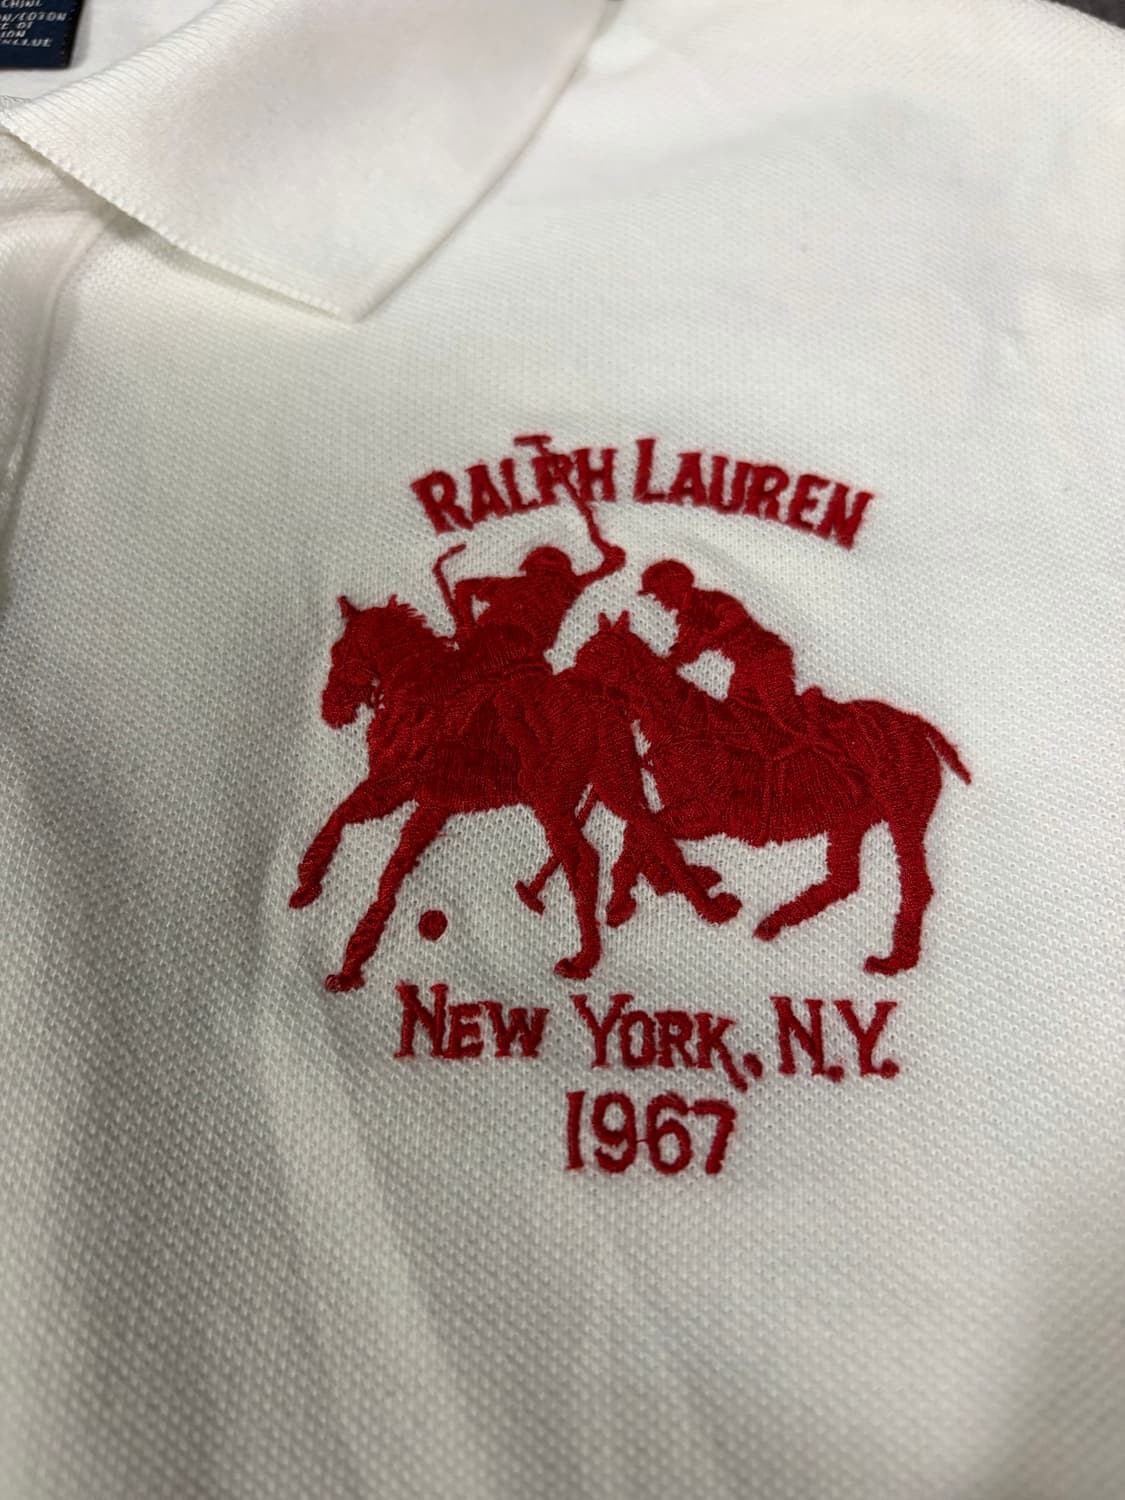 RALPH LAUREN
NEW YORK, N.Y.
1967